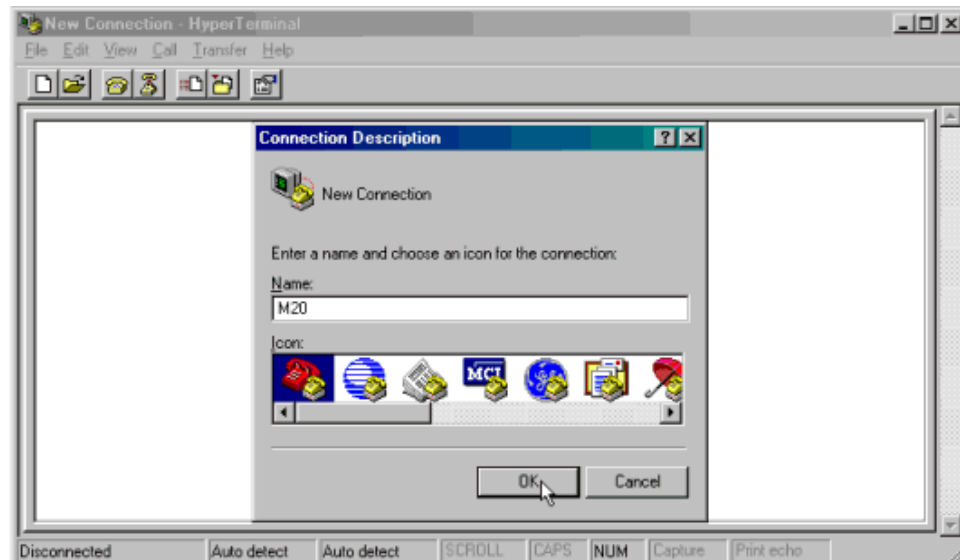 New Connection - HyperTerminal
File Edit View Call Transfer Help
Connection Description
New Connection
Enter a name and choose an icon for the connection:
Name:
M20
Icon:
MCI
OK Cancel
Disconnected Auto detect Auto detect SCROLL CAPS NUM Capture Print echo